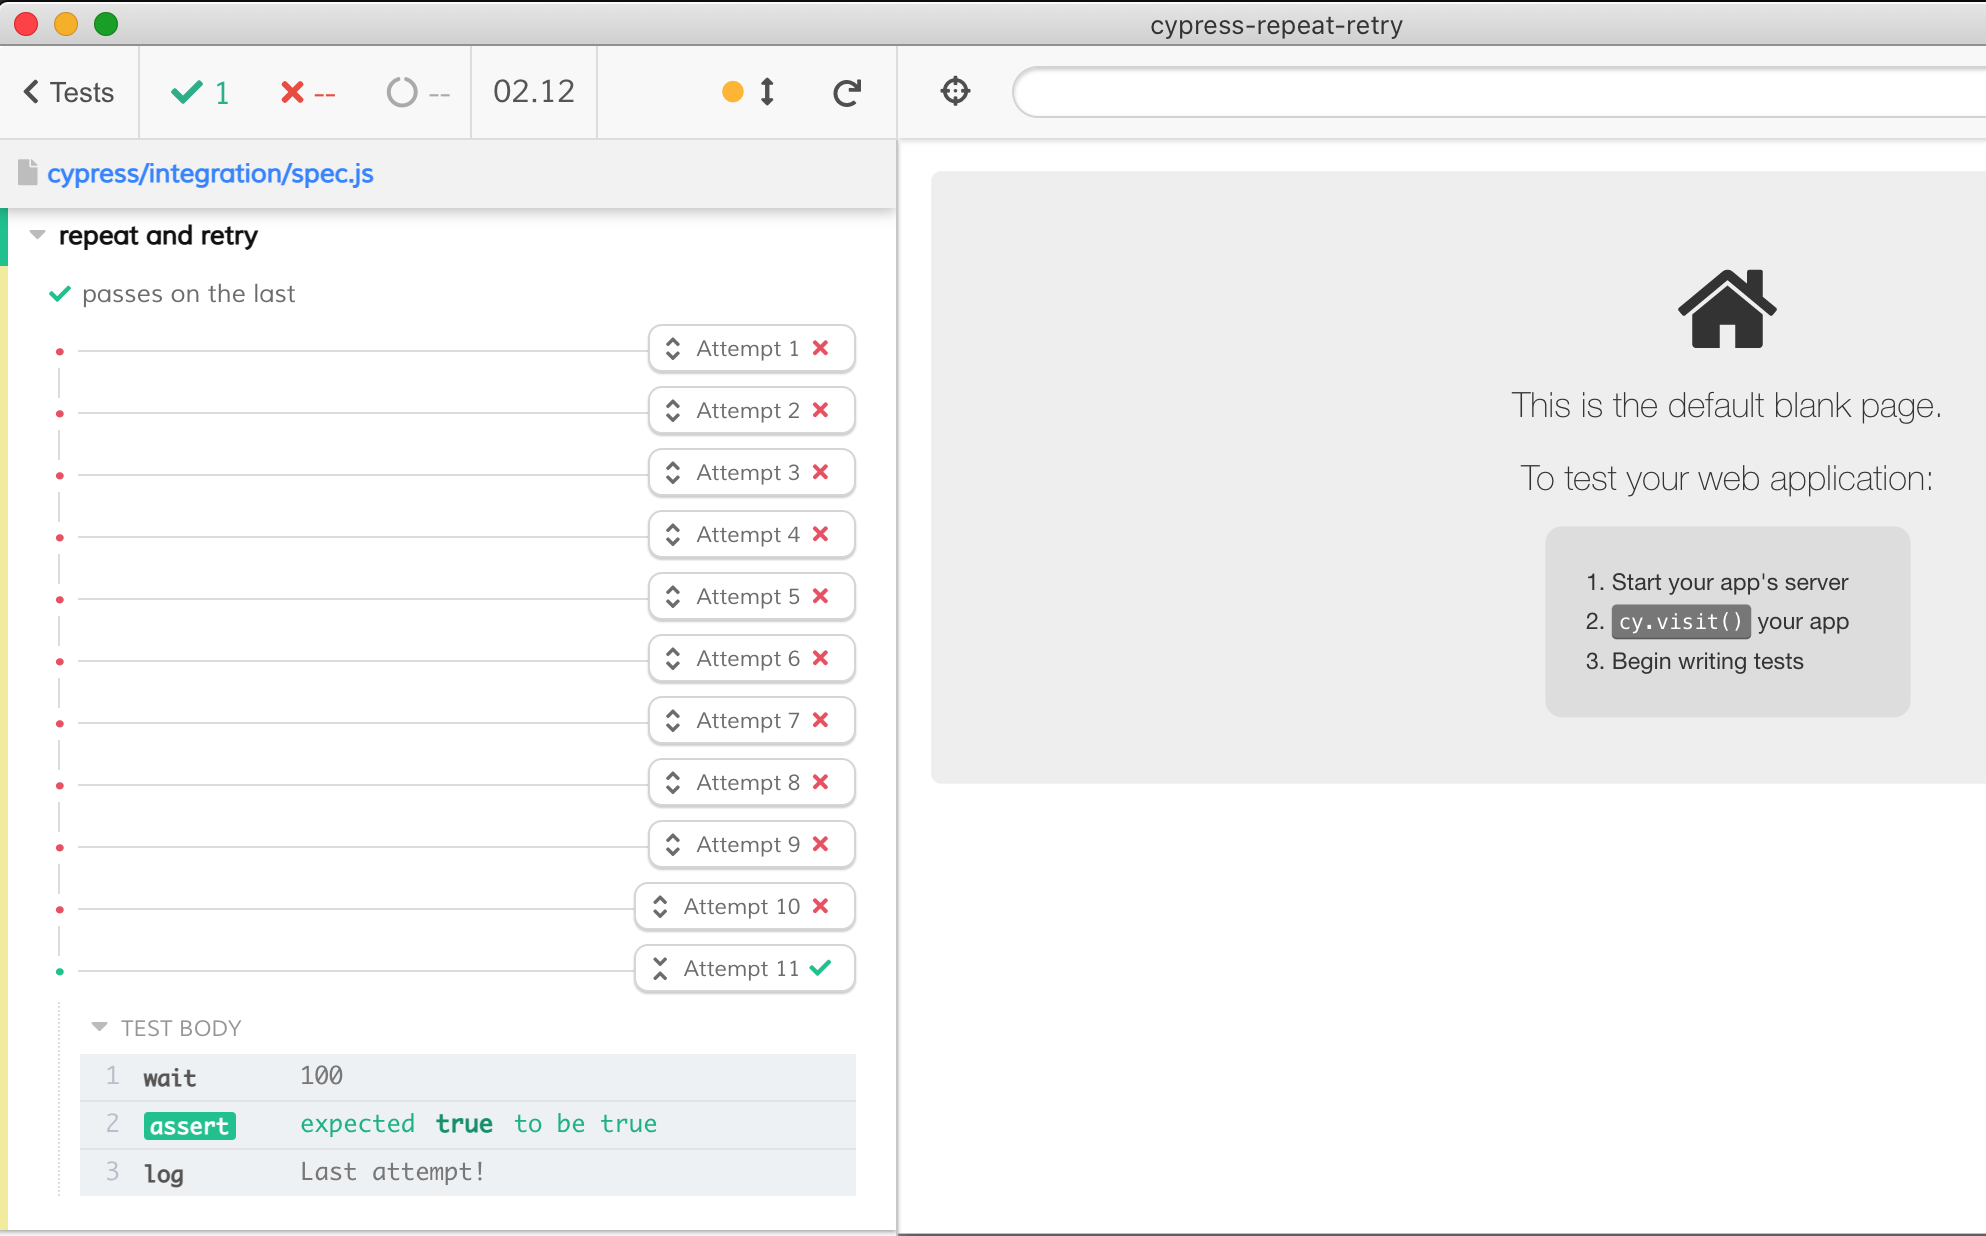 cypress-repeat-retry
Tests 1 -- -- 02.12
cypress/integration/spec.js
repeat and retry
passes on the last
Attempt 1
Attempt 2
Attempt 3
Attempt 4
Attempt 5
Attempt 6
Attempt 7
Attempt 8
Attempt 9
Attempt 10
Attempt 11
TEST BODY
1 wait 100
2 assert expected true to be true
3 log Last attempt!
This is the default blank page.
To test your web application:
1. Start your app's server
2. cy.visit() your app
3. Begin writing tests